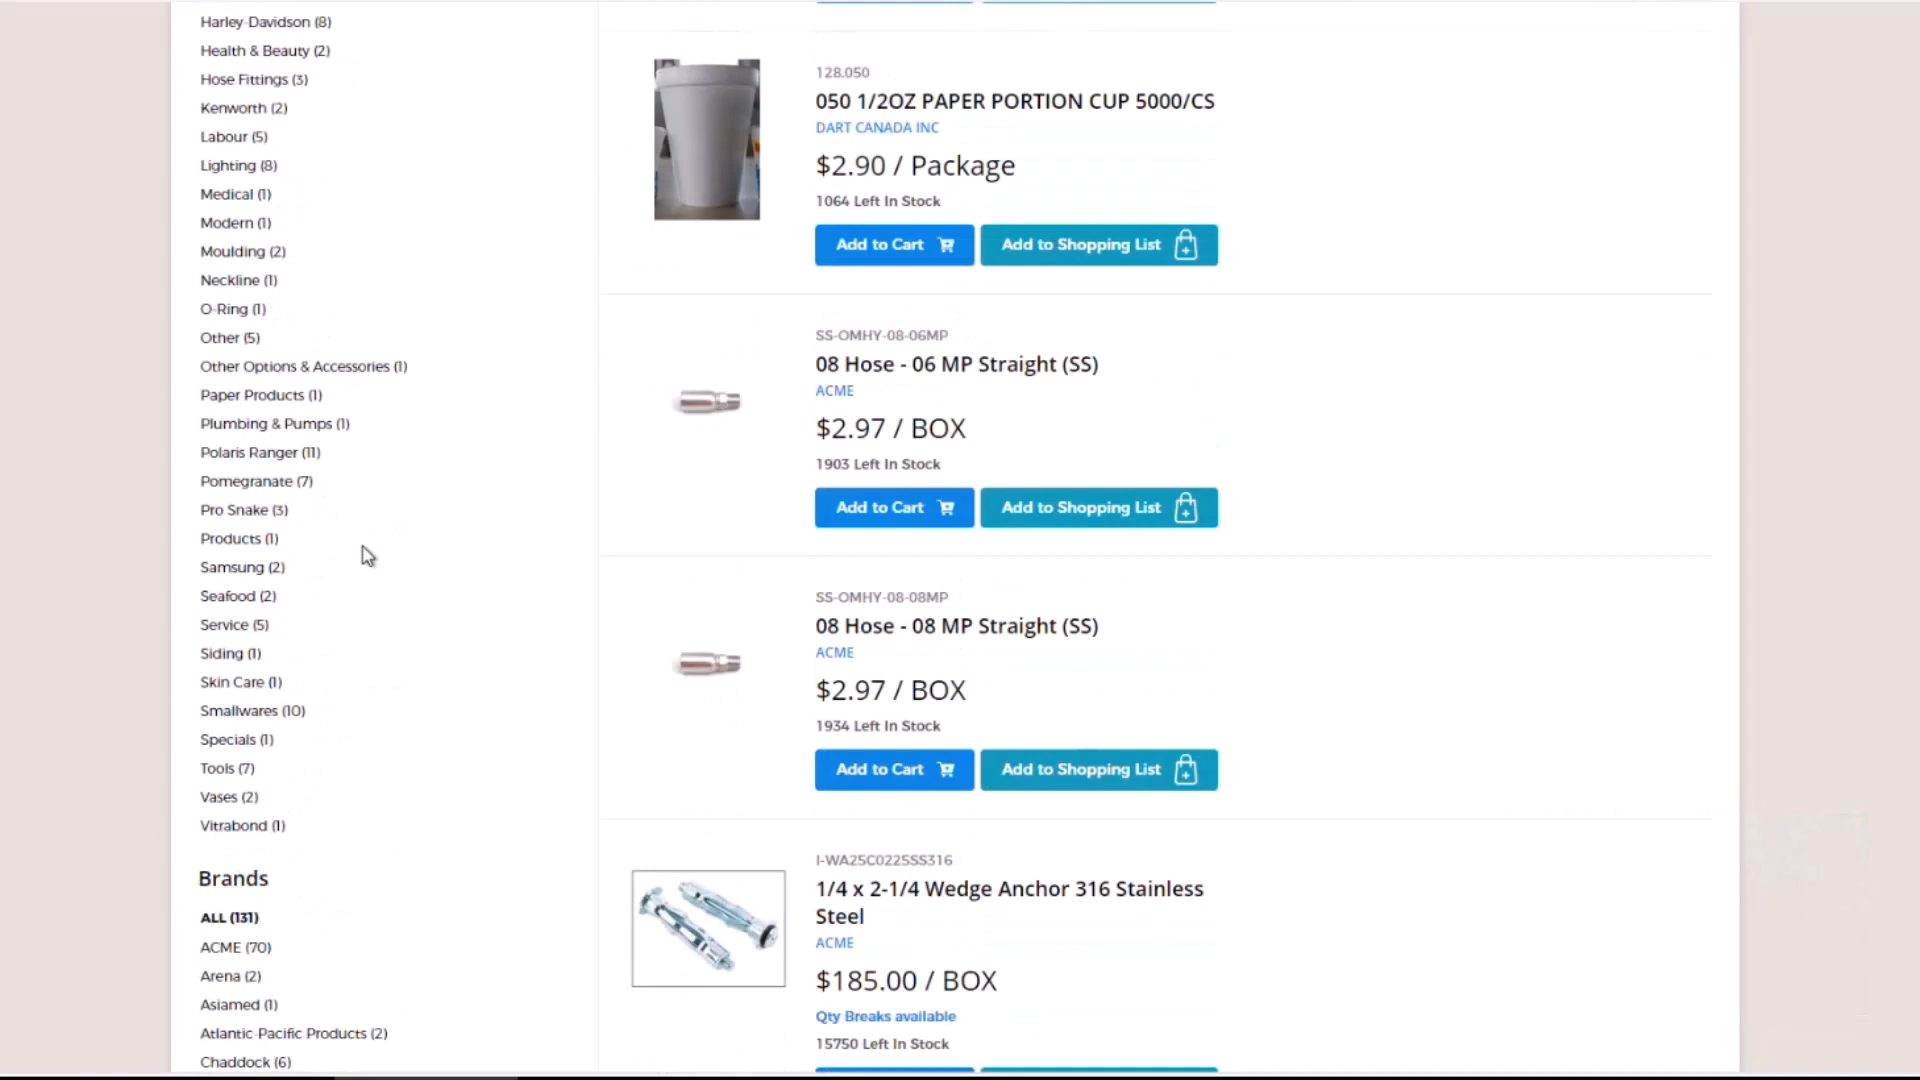 Harley-Davidson (8)
Health & Beauty (2)
Hose Fittings (3)
Kenworth (2)
Labour (5)
Lighting (8)
Medical (1)
Modern (1)
Moulding (2)
Neckline (1)
O-Ring (1)
Other (5)
Other Options & Accessories (1)
Paper Products (1)
Plumbing & Pumps (1)
Polaris Ranger (11)
Pomegranate (7)
Pro Snake (3)
Products (1)
Samsung (2)
Seafood (2)
Service (5)
Siding (1)
Skin Care (1)
Smallwares (10)
Specials (1)
Tools (7)
Vases (2)
Vitrabond (1)
Brands
ALL (131)
ACME (70)
Arena (2)
Asiamed (1)
Atlantic-Pacific Products (2)
Chaddock (6)
128.050
050 1/2OZ PAPER PORTION CUP 5000/CS
DART CANADA INC
$2.90 / Package
1064 Left In Stock
Add to Cart Add to Shopping List
SS-OMHY-08-06MP
08 Hose - 06 MP Straight (SS)
ACME
$2.97 / BOX
1903 Left In Stock
Add to Cart Add to Shopping List
SS-OMHY-08-08MP
08 Hose - 08 MP Straight (SS)
ACME
$2.97 / BOX
1934 Left In Stock
Add to Cart Add to Shopping List
I-WA25C0225SS316
1/4 x 2-1/4 Wedge Anchor 316 Stainless
Steel
ACME
$185.00 / BOX
Qty Breaks available
15750 Left In Stock